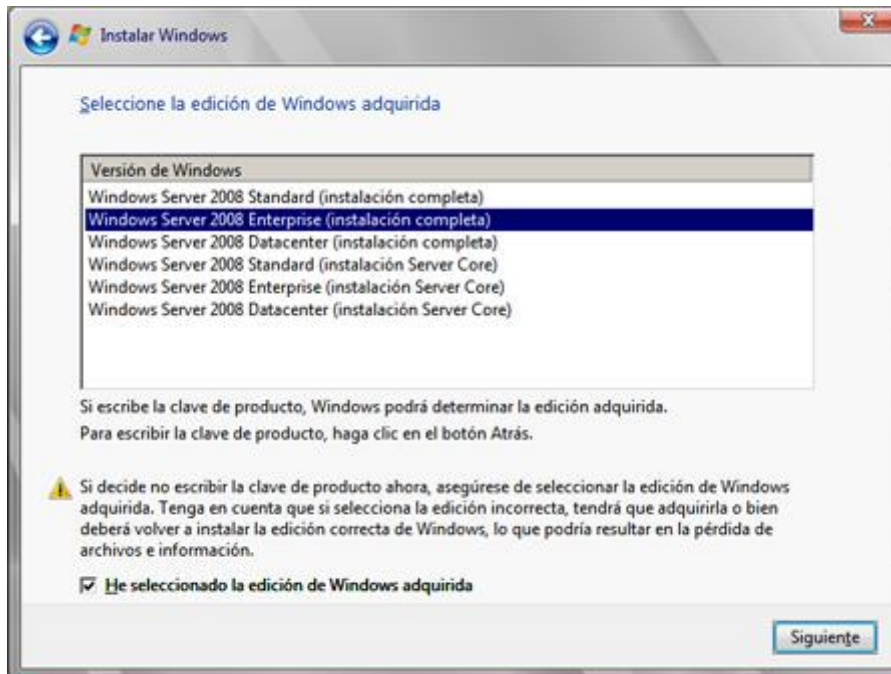 Instalar Windows
Seleccione la edición de Windows adquirida
Versión de Windows
Windows Server 2008 Standard (instalación completa)
Windows Server 2008 Enterprise (instalación completa)
Windows Server 2008 Datacenter (instalación completa)
Windows Server 2008 Standard (instalación Server Core)
Windows Server 2008 Enterprise (instalación Server Core)
Windows Server 2008 Datacenter (instalación Server Core)
Si escribe la clave de producto, Windows podrá determinar la edición adquirida.
Para escribir la clave de producto, haga clic en el botón Atrás.
Si decide no escribir la clave de producto ahora, asegúrese de seleccionar la edición de Windows
adquirida. Tenga en cuenta que si selecciona la edición incorrecta, tendrá que adquirirla o bien
deberá volver a instalar la edición correcta de Windows, lo que podría resultar en la pérdida de
archivos e información.
He seleccionado la edición de Windows adquirida
Siguiente